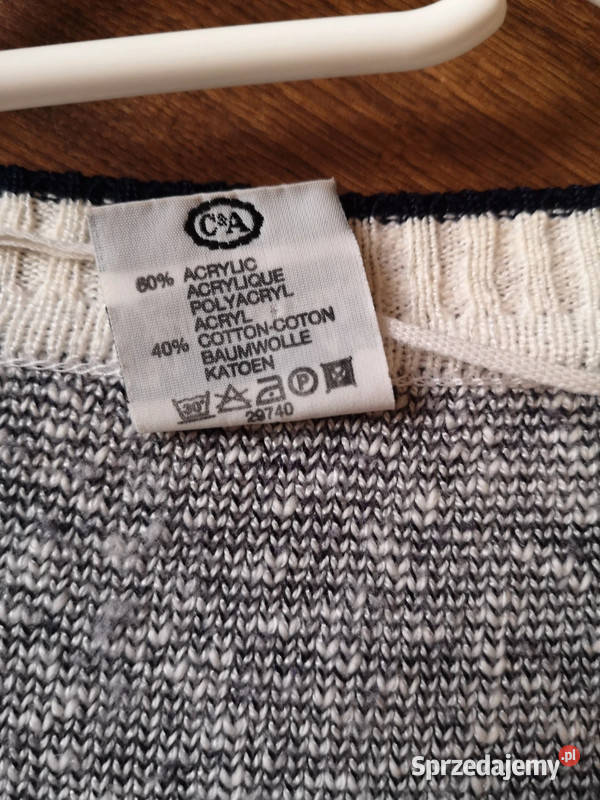 C&A
60% ACRYLIC
ACRYLIQUE
POLYACRYL
ACRYL
40% COTTON-COTON
BAUMWOLLE
KATOEN
30° P
29740
Sprzedajemy.pl